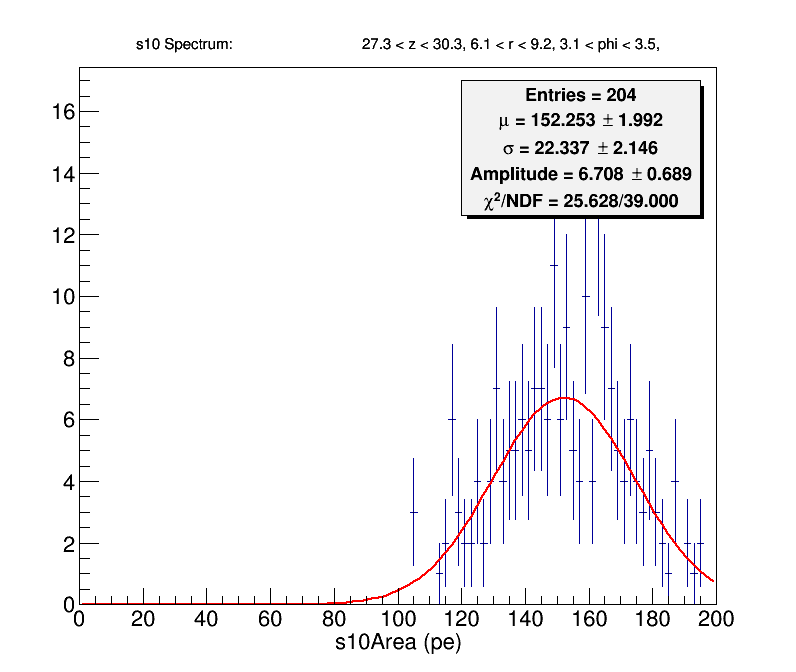 s10 Spectrum: 27.3 < z < 30.3, 6.1 < r < 9.2, 3.1 < phi < 3.5,
Entries = 204
μ = 152.253 ± 1.992
σ = 22.337 ± 2.146
Amplitude = 6.708 ± 0.689
χ²/NDF = 25.628/39.000
16
14
12
10
8
6
4
2
0
0 20 40 60 80 100 120 140 160 180 200
s10Area (pe)